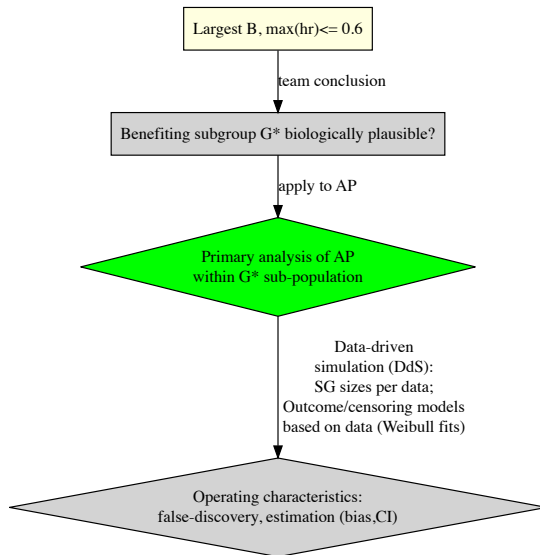 Largest B, max(hr)<= 0.6
team conclusion
Benefiting subgroup G* biologically plausible?
apply to AP
Primary analysis of AP
within G* sub-population
Data-driven
simulation (DdS):
SG sizes per data;
Outcome/censoring models
based on data (Weibull fits)
Operating characteristics:
false-discovery, estimation (bias,CI)